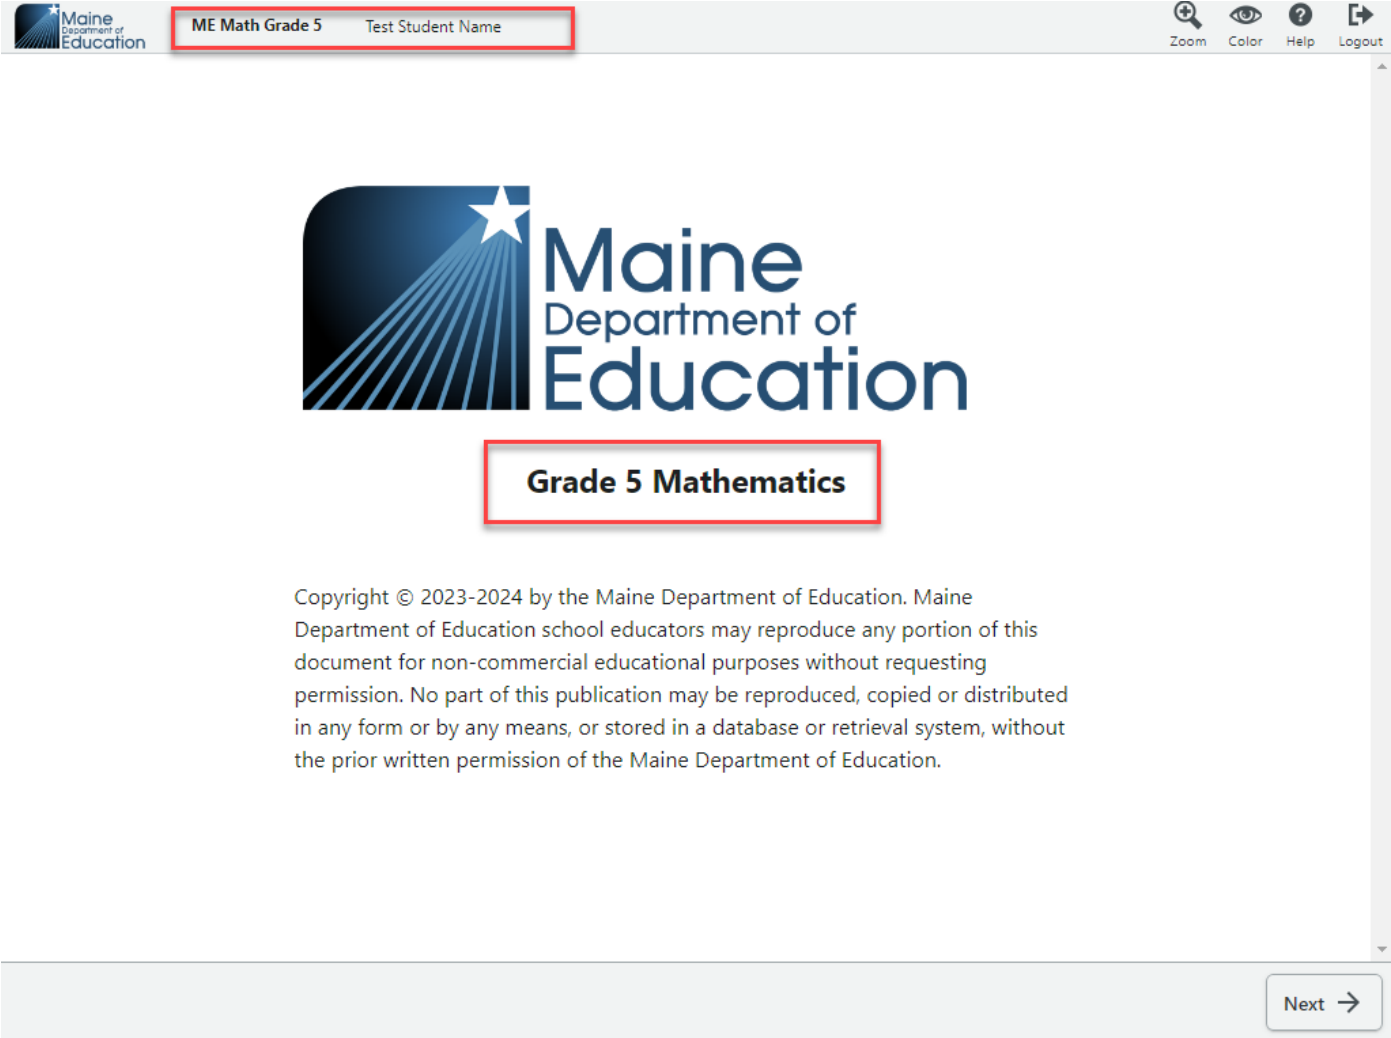 Maine
Department of
Education
ME Math Grade 5 Test Student Name
Zoom Color Help Logout
Maine
Department of
Education
Grade 5 Mathematics
Copyright © 2023-2024 by the Maine Department of Education. Maine
Department of Education school educators may reproduce any portion of this
document for non-commercial educational purposes without requesting
permission. No part of this publication may be reproduced, copied or distributed
in any form or by any means, or stored in a database or retrieval system, without
the prior written permission of the Maine Department of Education.
Next